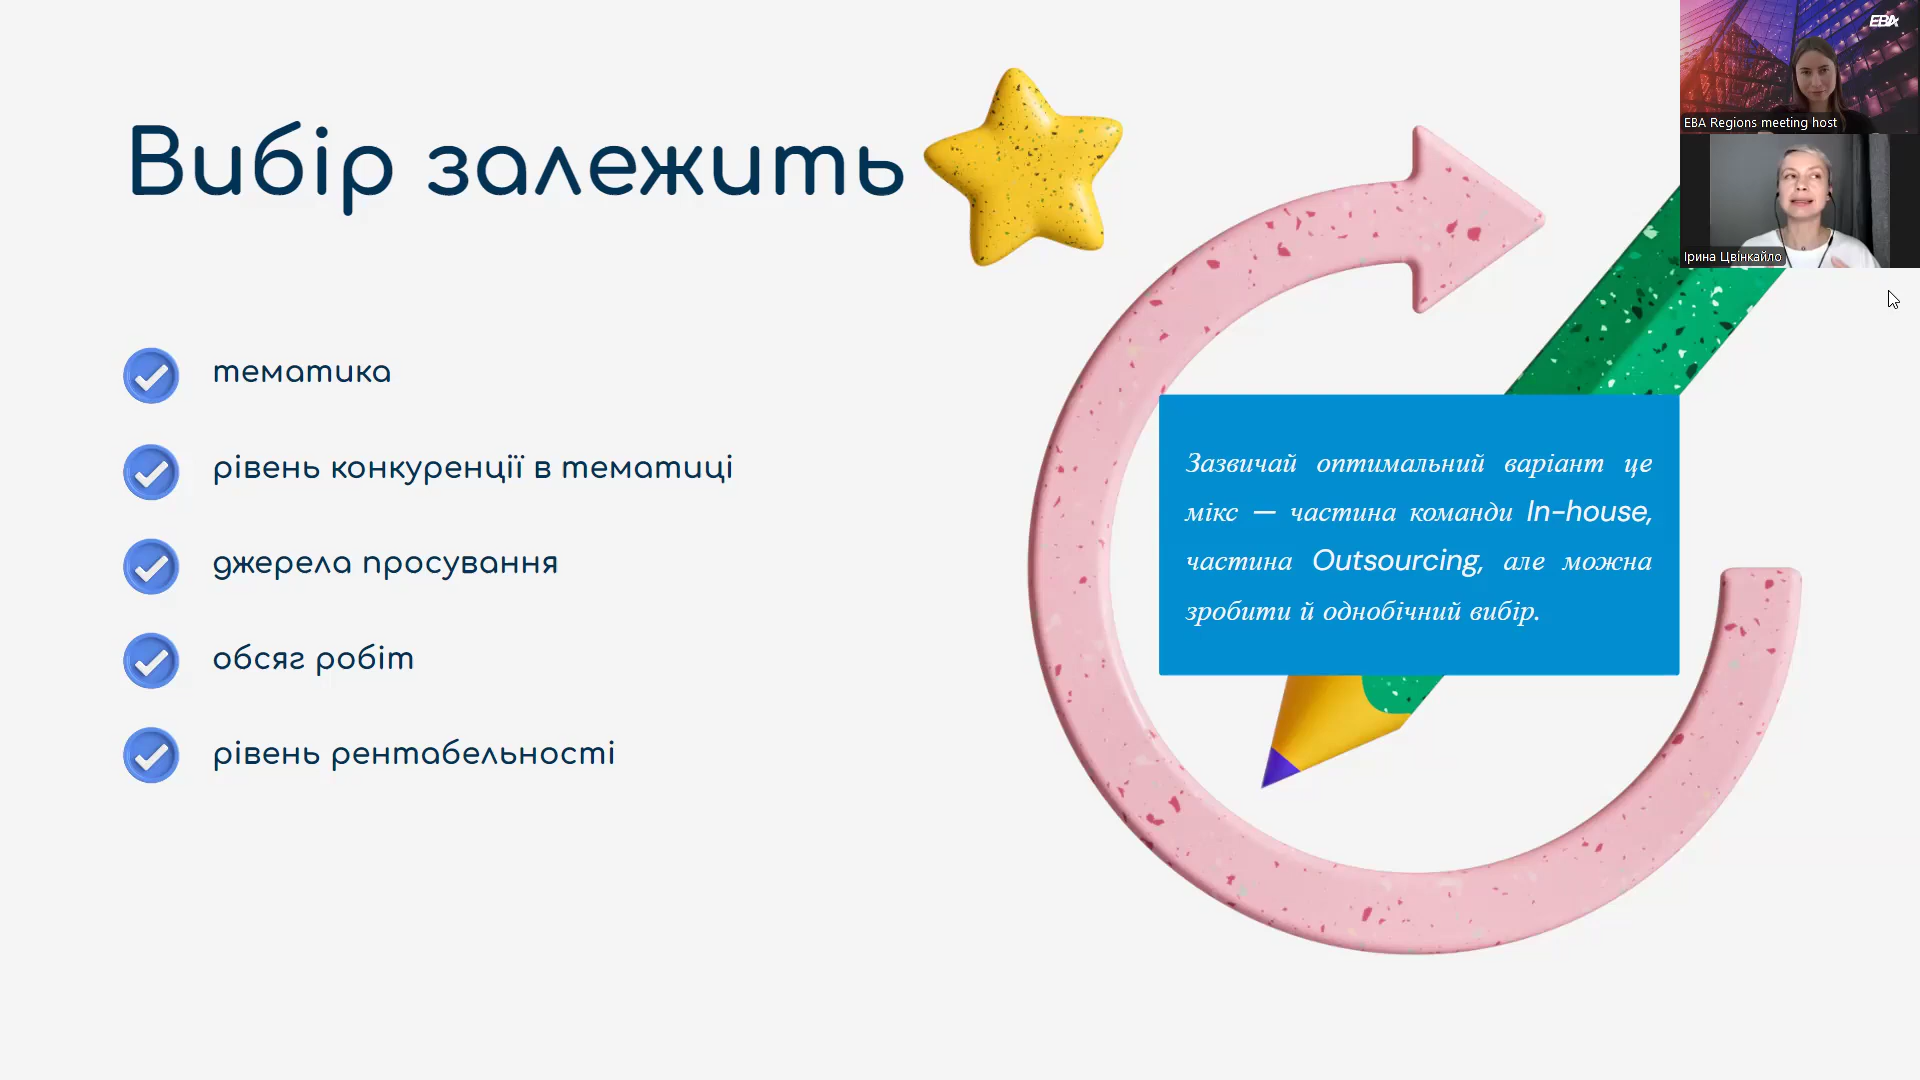 Вибір залежить
тематика
рівень конкуренції в тематиці
джерела просування
обсяг робіт
рівень рентабельності
Зазвичай оптимальний варіант це
мікс — частина команди In-house,
частина Outsourcing, але можна
зробити й однобічний вибір.
EBA
EBA Regions meeting host
Ірина Цвінкайло